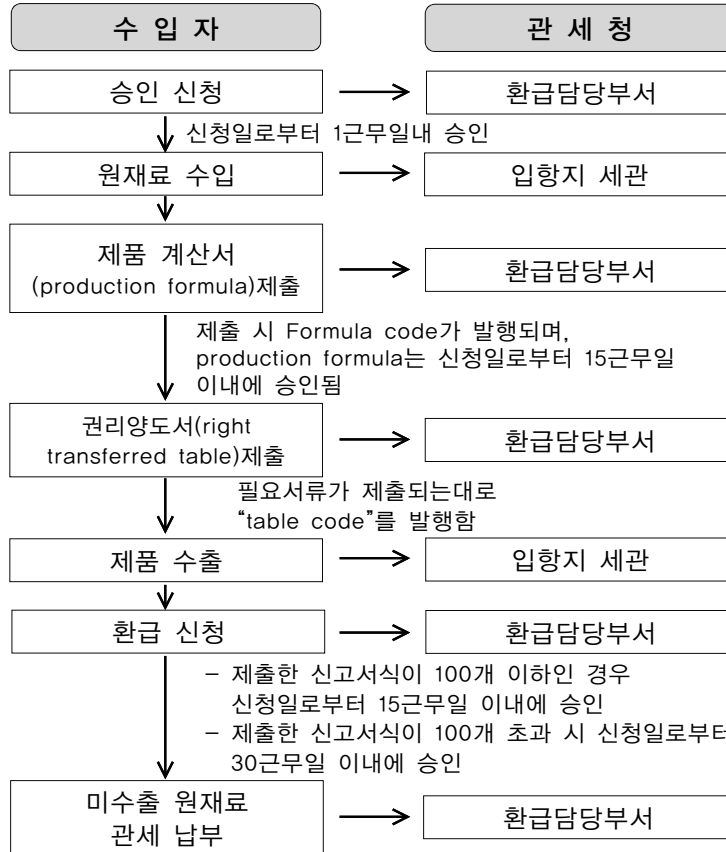 수 입 자
관 세 청
승인 신청
환급담당부서
신청일로부터 1근무일내 승인
원재료 수입
입항지 세관
제품 계산서
(production formula)제출
환급담당부서
제출 시 Formula code가 발행되며,
production formula는 신청일로부터 15근무일
이내에 승인됨
권리양도서(right
transferred table)제출
환급담당부서
필요서류가 제출되는대로
“table code”를 발행함
제품 수출
입항지 세관
환급 신청
환급담당부서
– 제출한 신고서식이 100개 이하인 경우
신청일로부터 15근무일 이내에 승인
– 제출한 신고서식이 100개 초과 시 신청일로부터
30근무일 이내에 승인
미수출 원재료
관세 납부
환급담당부서